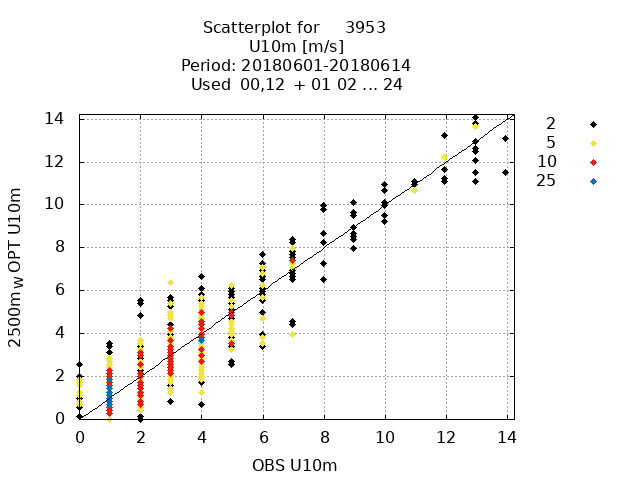 Scatterplot for 3953
U10m [m/s]
Period: 20180601-20180614
Used 00,12 + 01 02 ... 24
2
5
10
25
14
12
10
8
6
4
2
0
2500m W OPT U10m
0 2 4 6 8 10 12 14
OBS U10m